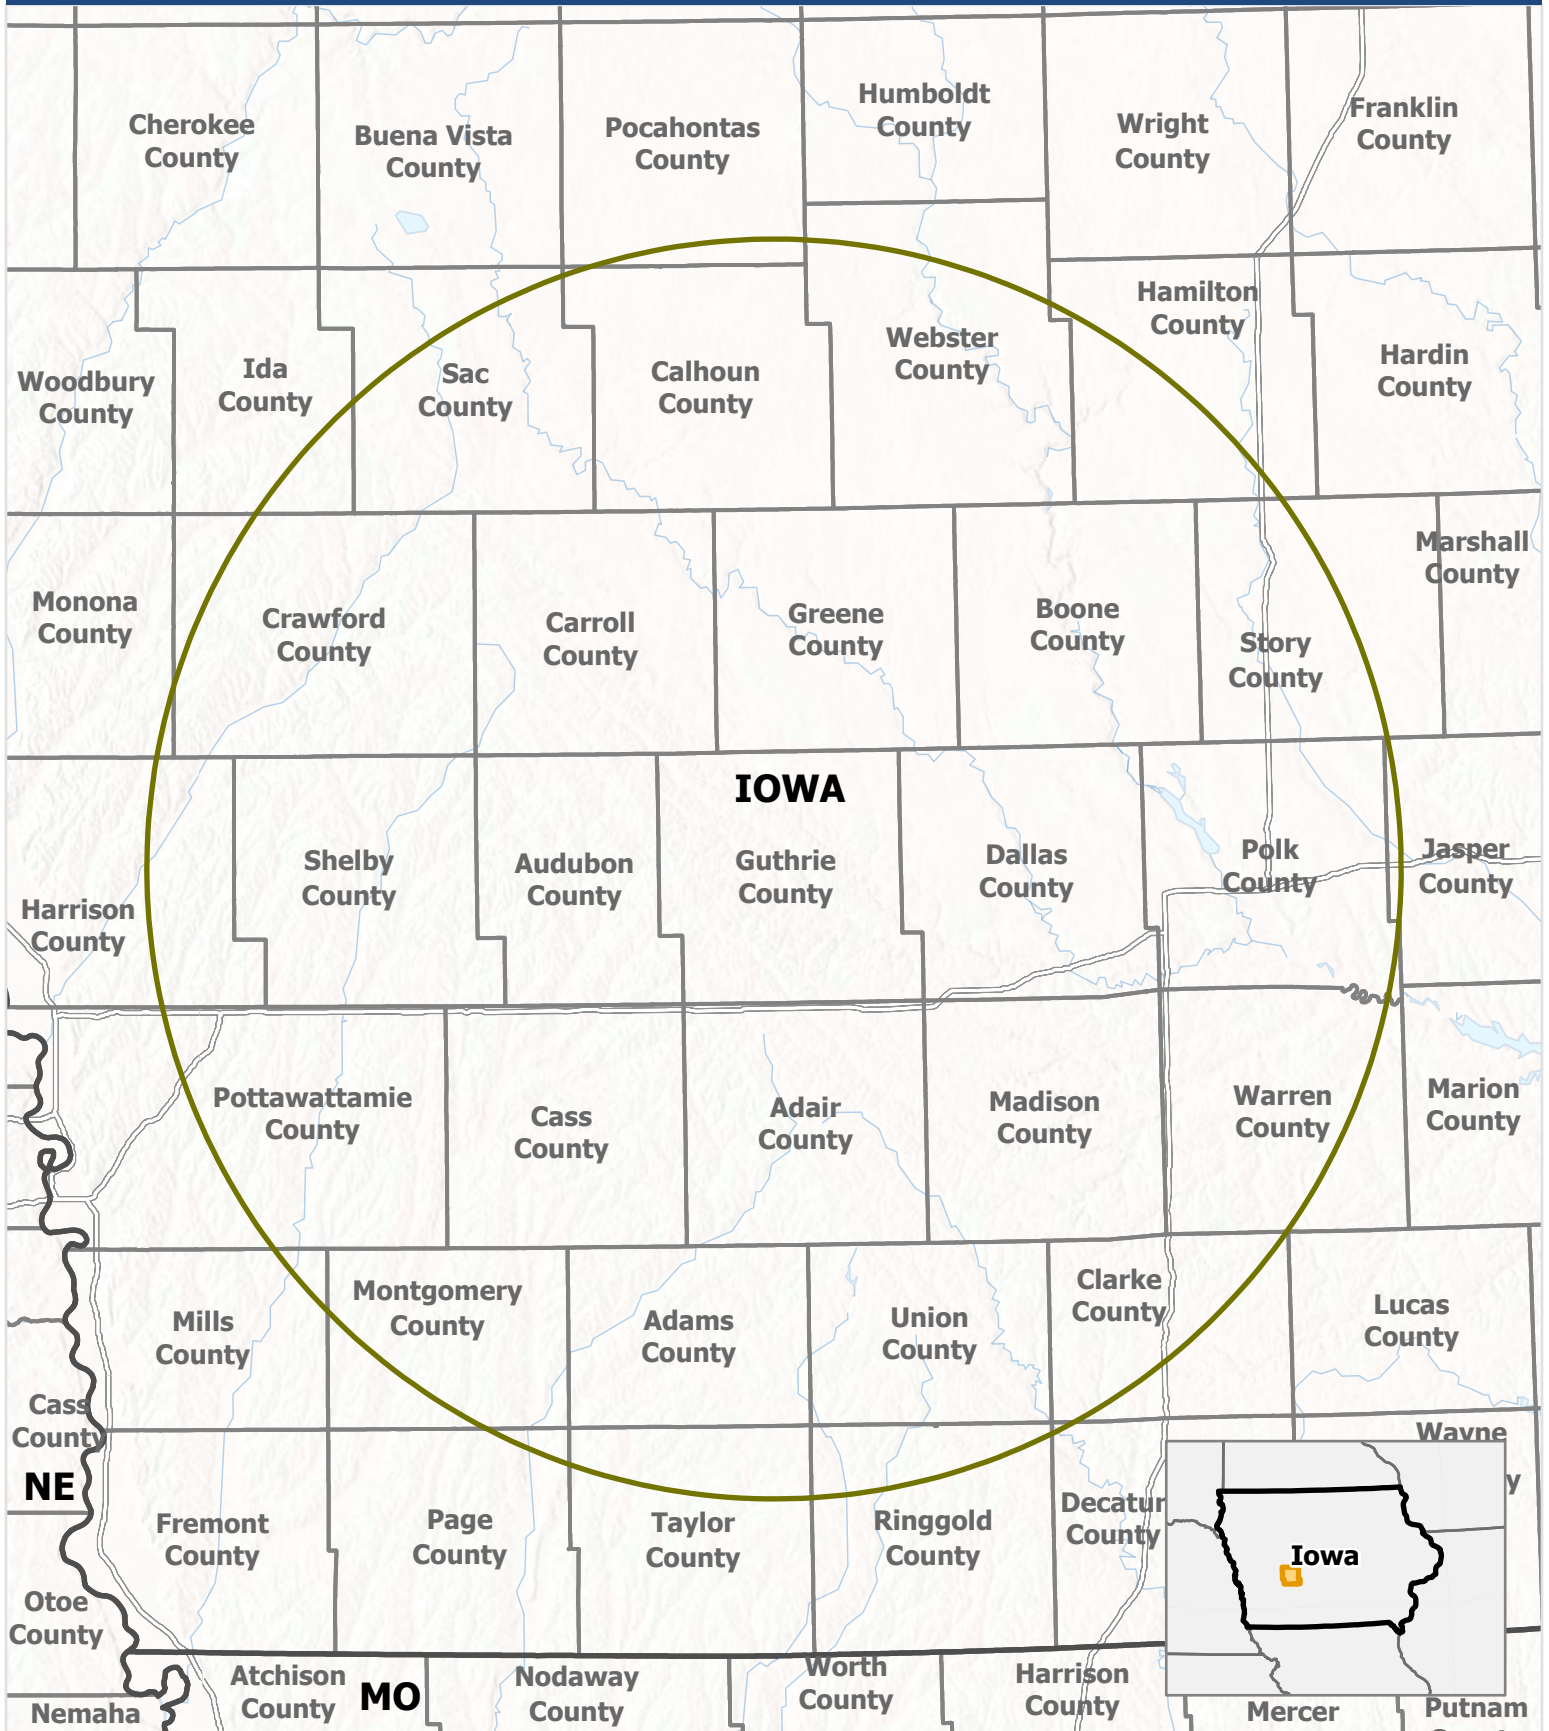 Cherokee
County
Buena Vista
County
Pocahontas
County
Humboldt
County
Wright
County
Franklin
County
Woodbury
County
Ida
County
Sac
County
Calhoun
County
Webster
County
Hamilton
County
Hardin
County
Monona
County
Crawford
County
Carroll
County
Greene
County
Boone
County
Story
County
Marshall
County
IOWA
Harrison
County
Shelby
County
Audubon
County
Guthrie
County
Dallas
County
Polk
County
Jasper
County
Pottawattamie
County
Cass
County
Adair
County
Madison
County
Warren
County
Marion
County
Mills
County
Montgomery
County
Adams
County
Union
County
Clarke
County
Lucas
County
Cass
County
NE
Fremont
County
Page
County
Taylor
County
Ringgold
County
Decatur
County
Wayne
y
Iowa
Otoe
County
Nemaha
Atchison
County
MO
Nodaway
County
Worth
County
Harrison
County
Mercer
Putnam